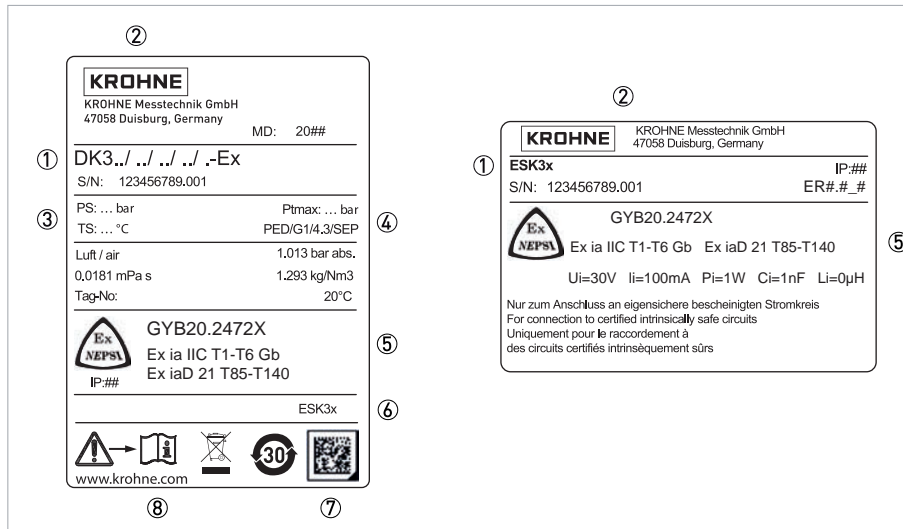 ②
KROHNE
KROHNE Messtechnik GmbH
47058 Duisburg, Germany
MD: 20##
① DK3../ ../ ../ ../ .-Ex
S/N: 123456789.001
③ PS: ... bar Ptmax: ... bar ④
TS: ... °C PED/G1/4.3/SEP
Luft / air 1.013 bar abs.
0,0181 mPa s 1.293 kg/Nm3
Tag-No: 20°C
Ex NEPSI GYB20.2472X ⑤
Ex ia IIC T1-T6 Gb
Ex iaD 21 T85-T140
IP:##
ESK3x ⑥
30
www.krohne.com
⑧ ⑦
②
KROHNE KROHNE Messtechnik GmbH
47058 Duisburg, Germany
① ESK3x IP:##
S/N: 123456789.001 ER#.#_#
Ex NEPSI GYB20.2472X ⑤
Ex ia IIC T1-T6 Gb Ex iaD 21 T85-T140
Ui=30V Ii=100mA Pi=1W Ci=1nF Li=0µH
Nur zum Anschluss an eigensichere bescheinigten Stromkreis
For connection to certified intrinsically safe circuits
Uniquement pour le raccordement à
des circuits certifiés intrinsèquement sûrs